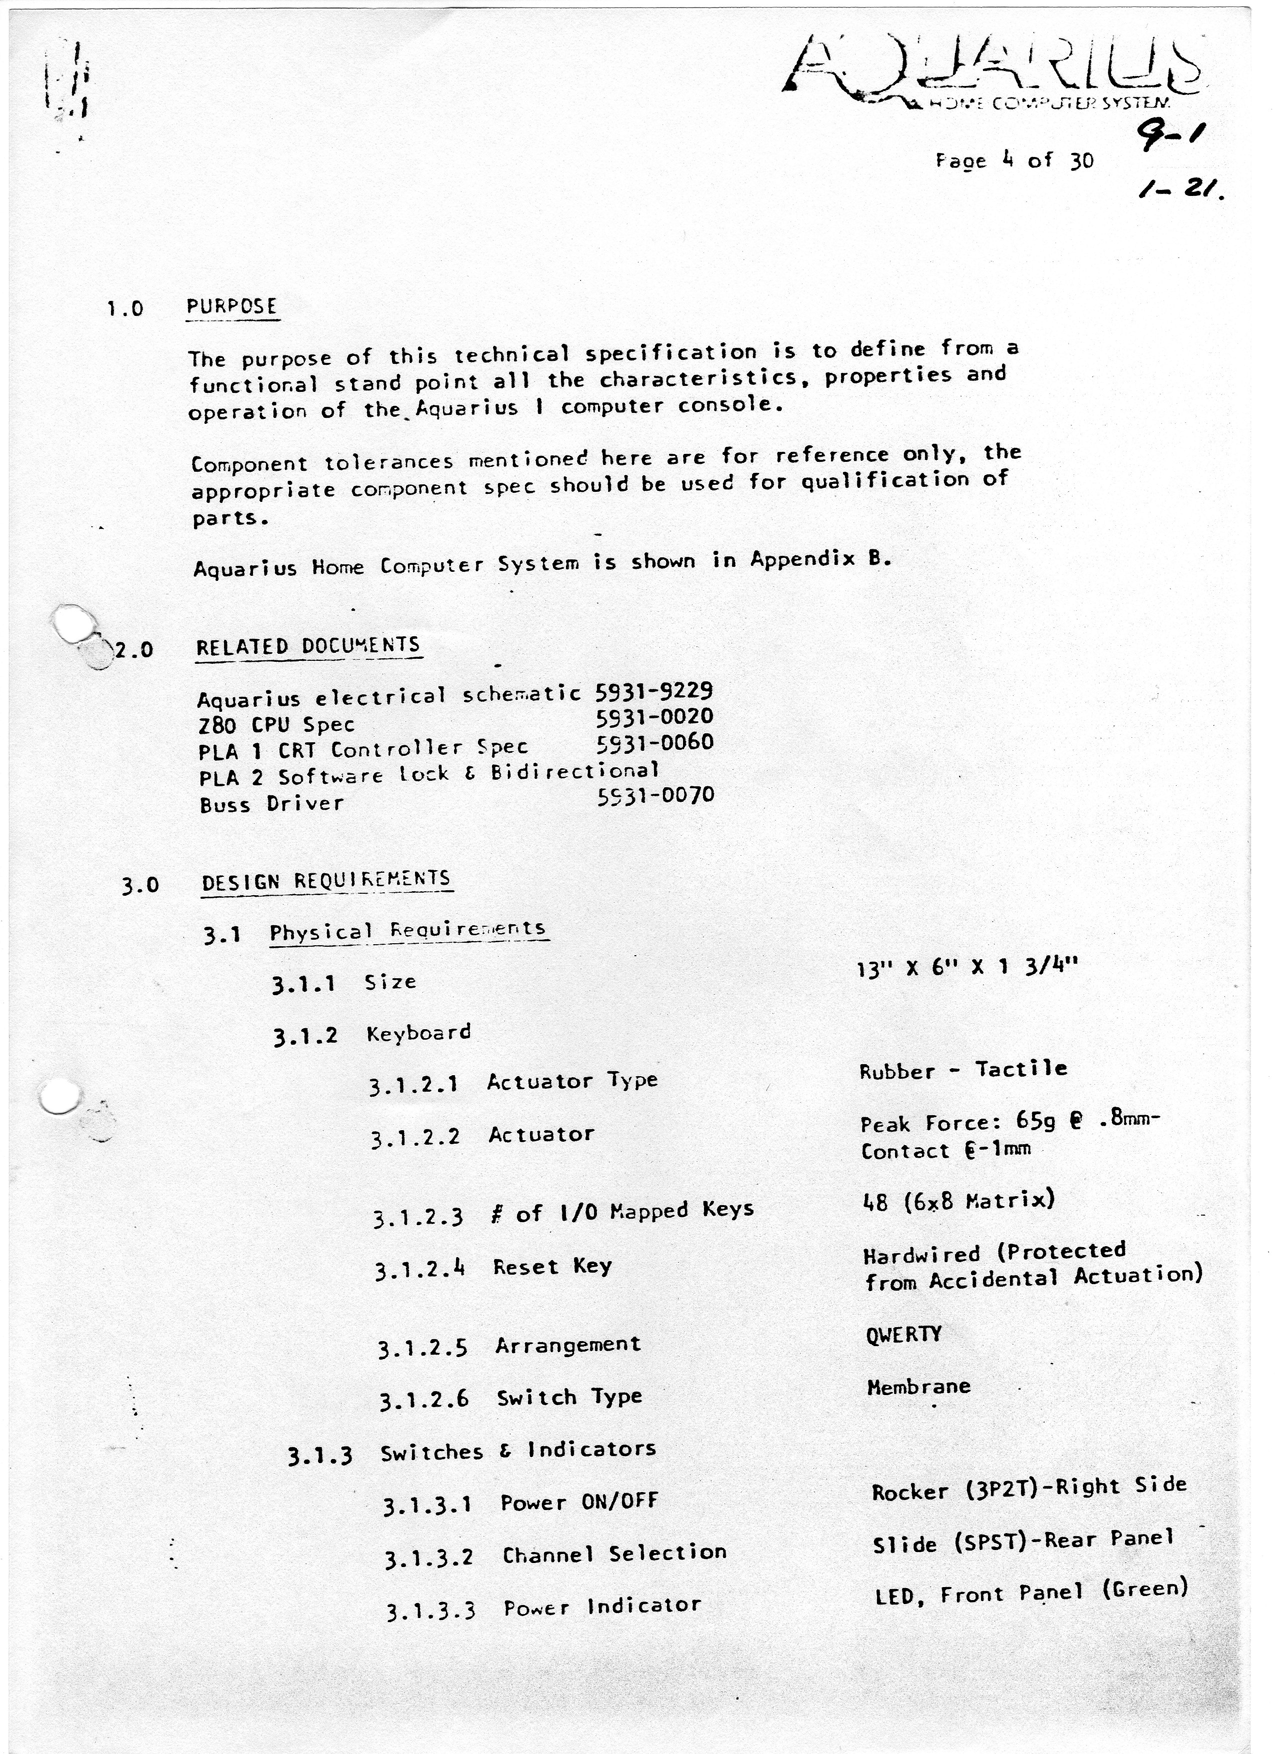 AQUARIUS
HOME COMPUTER SYSTEM
9-1
Page 4 of 30
1-21.
1.0 PURPOSE
The purpose of this technical specification is to define from a
functional stand point all the characteristics, properties and
operation of the Aquarius I computer console.
Component tolerances mentioned here are for reference only, the
appropriate component spec should be used for qualification of
parts.
Aquarius Home Computer System is shown in Appendix B.
2.0 RELATED DOCUMENTS
Aquarius electrical schematic 5931-9229
Z80 CPU Spec 5931-0020
PLA 1 CRT Controller Spec 5931-0060
PLA 2 Software Lock & Bidirectional
Buss Driver 5931-0070
3.0 DESIGN REQUIREMENTS
3.1 Physical Requirements
3.1.1 Size 13" X 6" X 1 3/4"
3.1.2 Keyboard
3.1.2.1 Actuator Type Rubber - Tactile
3.1.2.2 Actuator Peak Force: 65g @ .8mm-
Contact @-1mm
3.1.2.3 # of I/O Mapped Keys 48 (6x8 Matrix)
3.1.2.4 Reset Key Hardwired (Protected
from Accidental Actuation)
3.1.2.5 Arrangement QWERTY
3.1.2.6 Switch Type Membrane
3.1.3 Switches & Indicators
3.1.3.1 Power ON/OFF Rocker (3P2T)-Right Side
3.1.3.2 Channel Selection Slide (SPST)-Rear Panel
3.1.3.3 Power Indicator LED, Front Panel (Green)